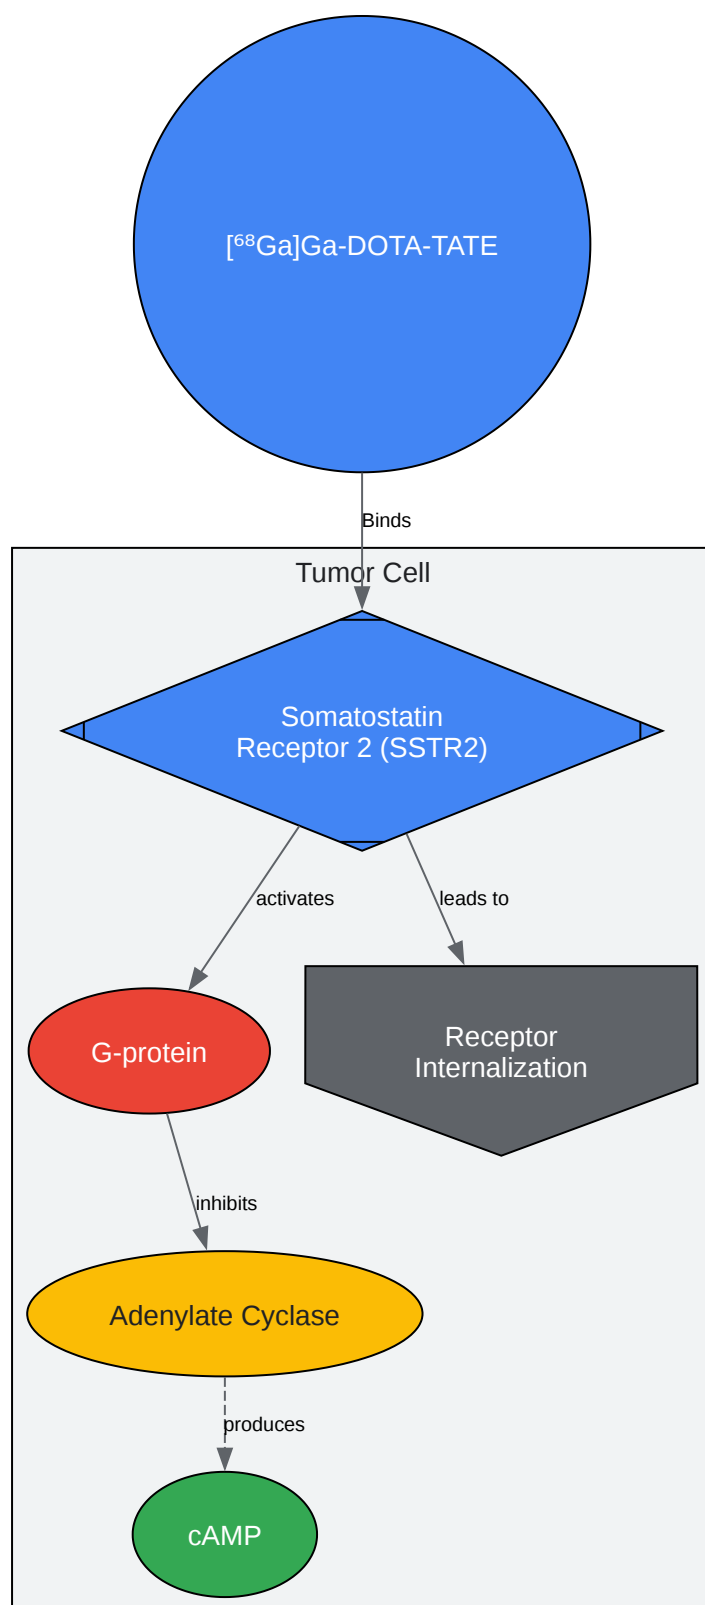 [⁶⁸Ga]Ga-DOTA-TATE
Binds
Tumor Cell
Somatostatin
Receptor 2 (SSTR2)
activates
leads to
G-protein
Receptor
Internalization
inhibits
Adenylate Cyclase
produces
cAMP